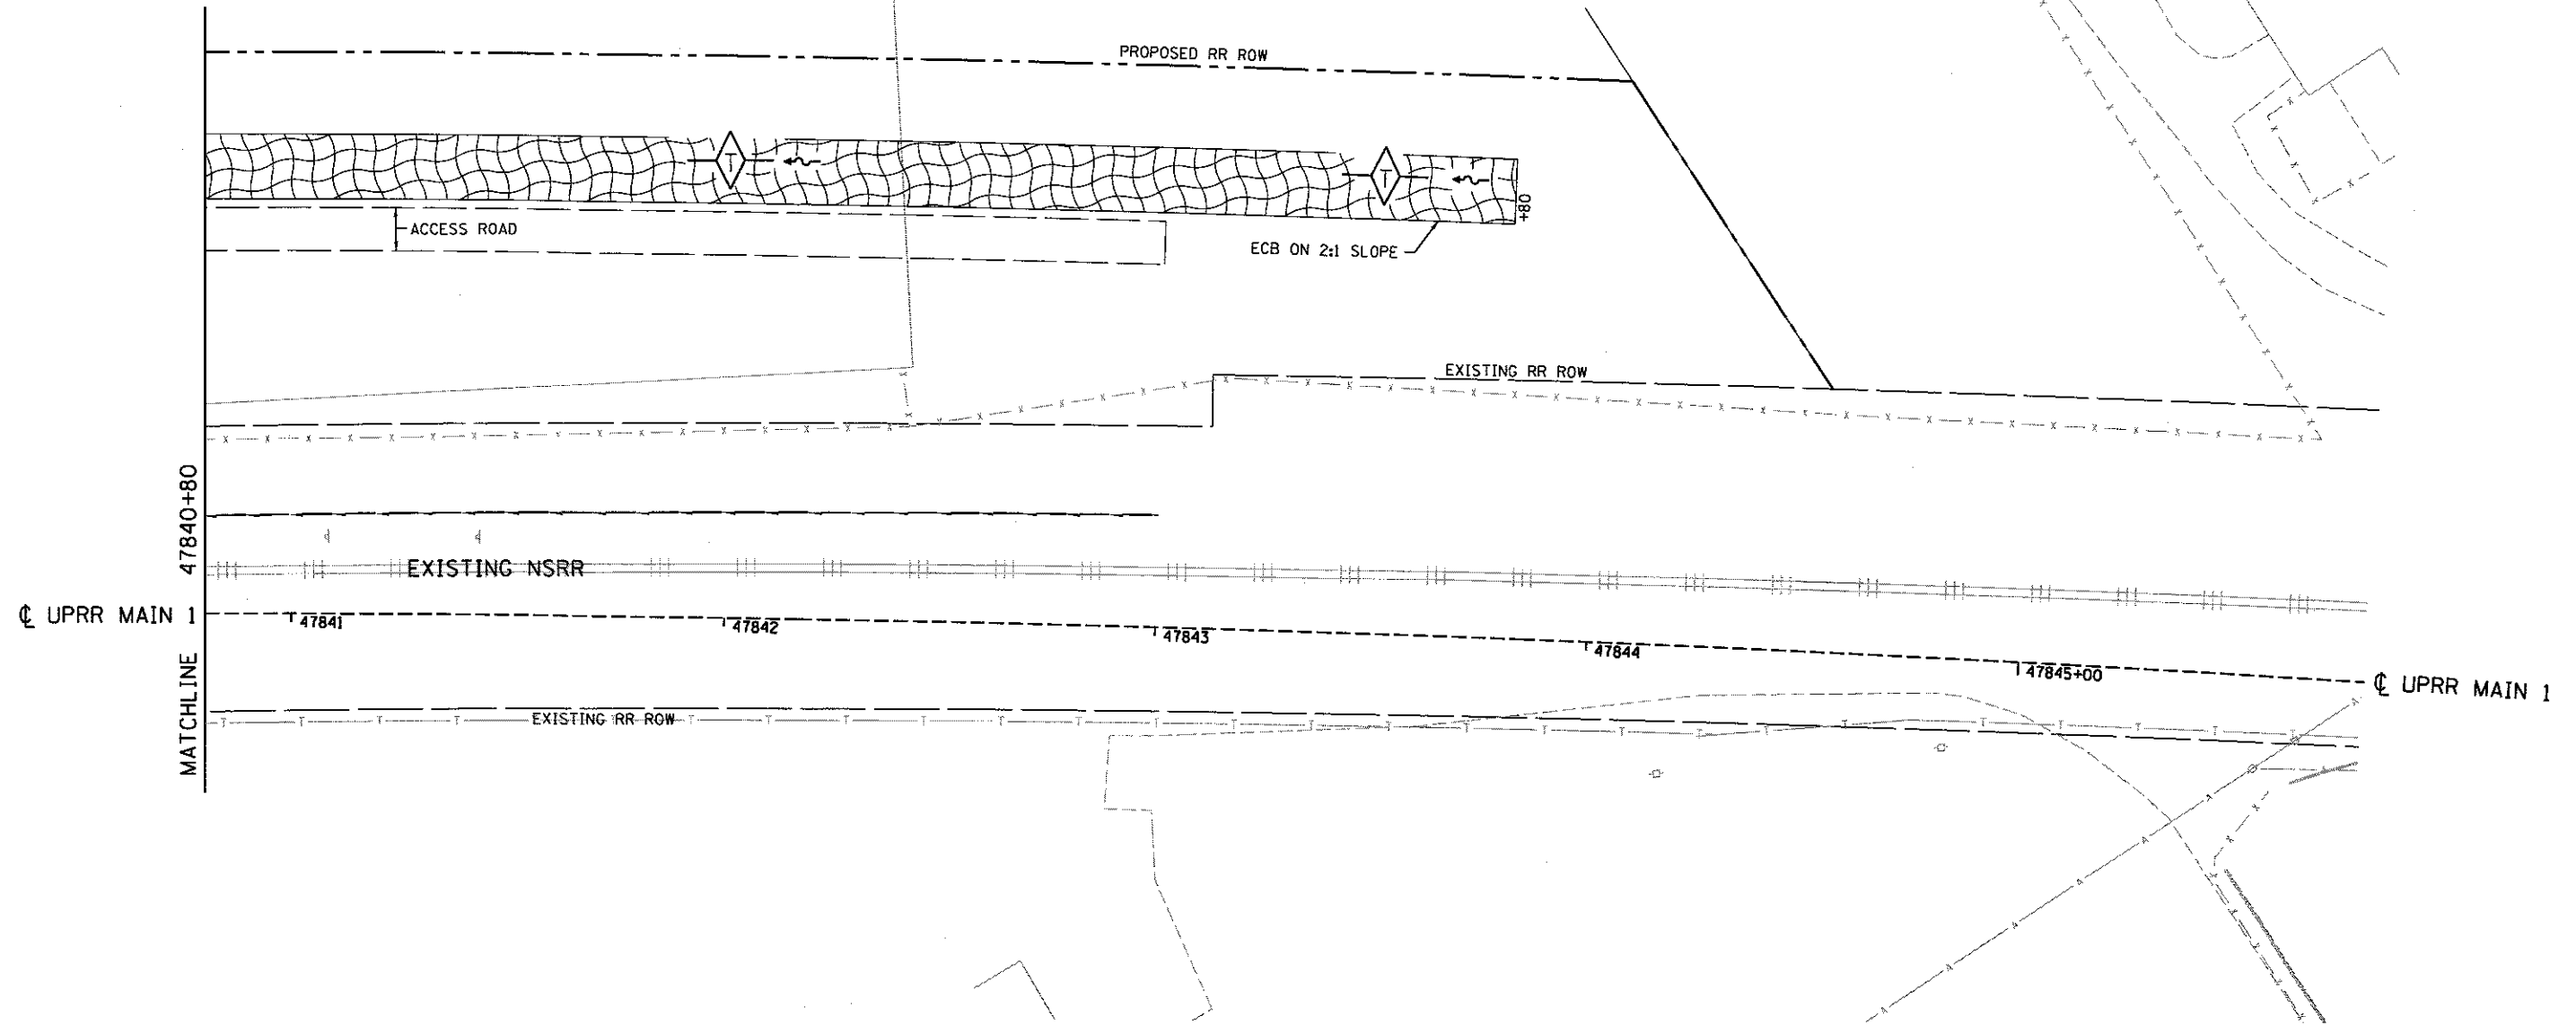 PROPOSED RR ROW
T
T
+80
ACCESS ROAD
ECB ON 2:1 SLOPE
EXISTING RR ROW
47840+80
EXISTING NSRR
℄ UPRR MAIN 1
47841
47842
47843
47844
47845+00
℄ UPRR MAIN 1
MATCHLINE
EXISTING RR ROW